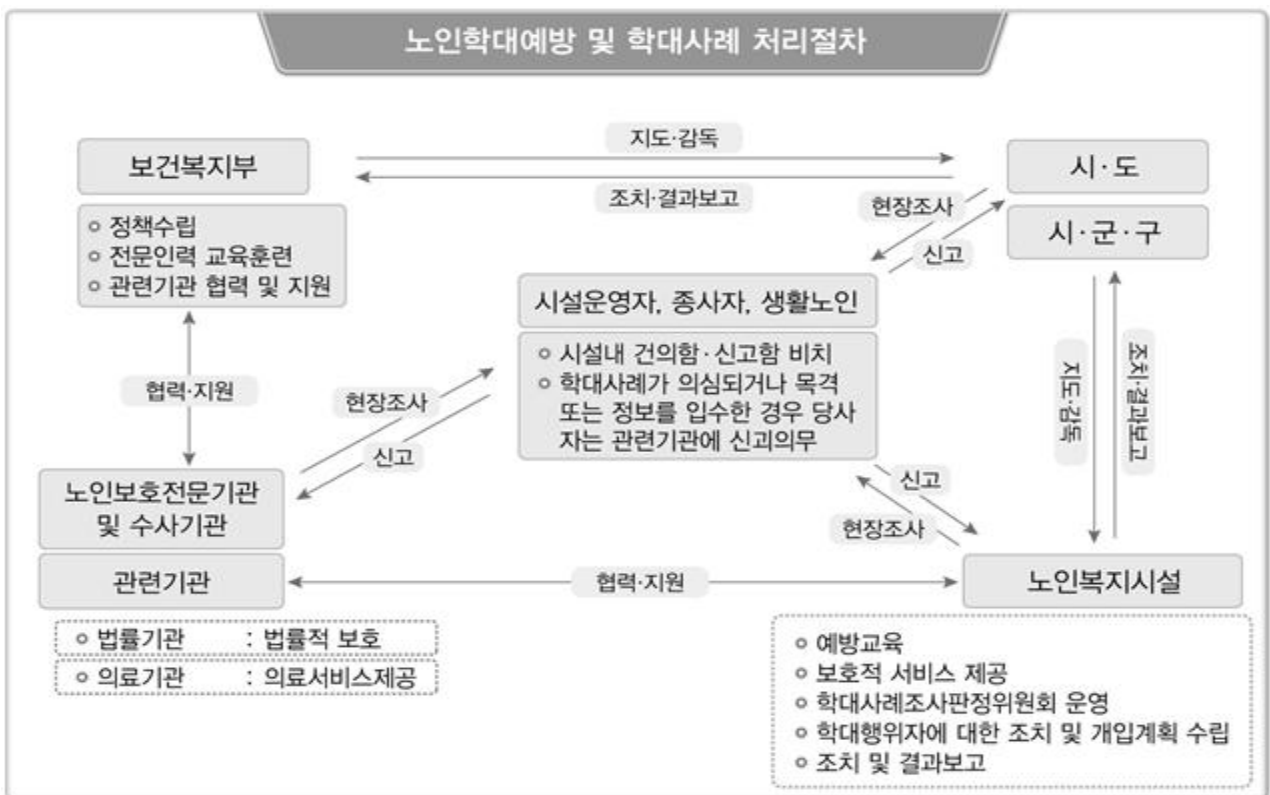 노인학대예방 및 학대사례 처리절차
지도·감독
보건복지부
시·도
조치·결과보고
현장조사
신고
시·군·구
○ 정책수립
○ 전문인력 교육훈련
○ 관련기관 협력 및 지원
시설운영자, 종사자, 생활노인
○ 시설내 건의함·신고함 비치
○ 학대사례가 의심되거나 목격
또는 정보를 입수한 경우 당사
자는 관련기관에 신괴의무
협력·지원
현장조사
신고
지도·감독
조치·결과보고
노인보호전문기관
및 수사기관
신고
현장조사
관련기관
협력·지원
노인복지시설
○ 법률기관 : 법률적 보호
○ 의료기관 : 의료서비스제공
○ 예방교육
○ 보호적 서비스 제공
○ 학대사례조사판정위원회 운영
○ 학대행위자에 대한 조치 및 개입계획 수립
○ 조치 및 결과보고